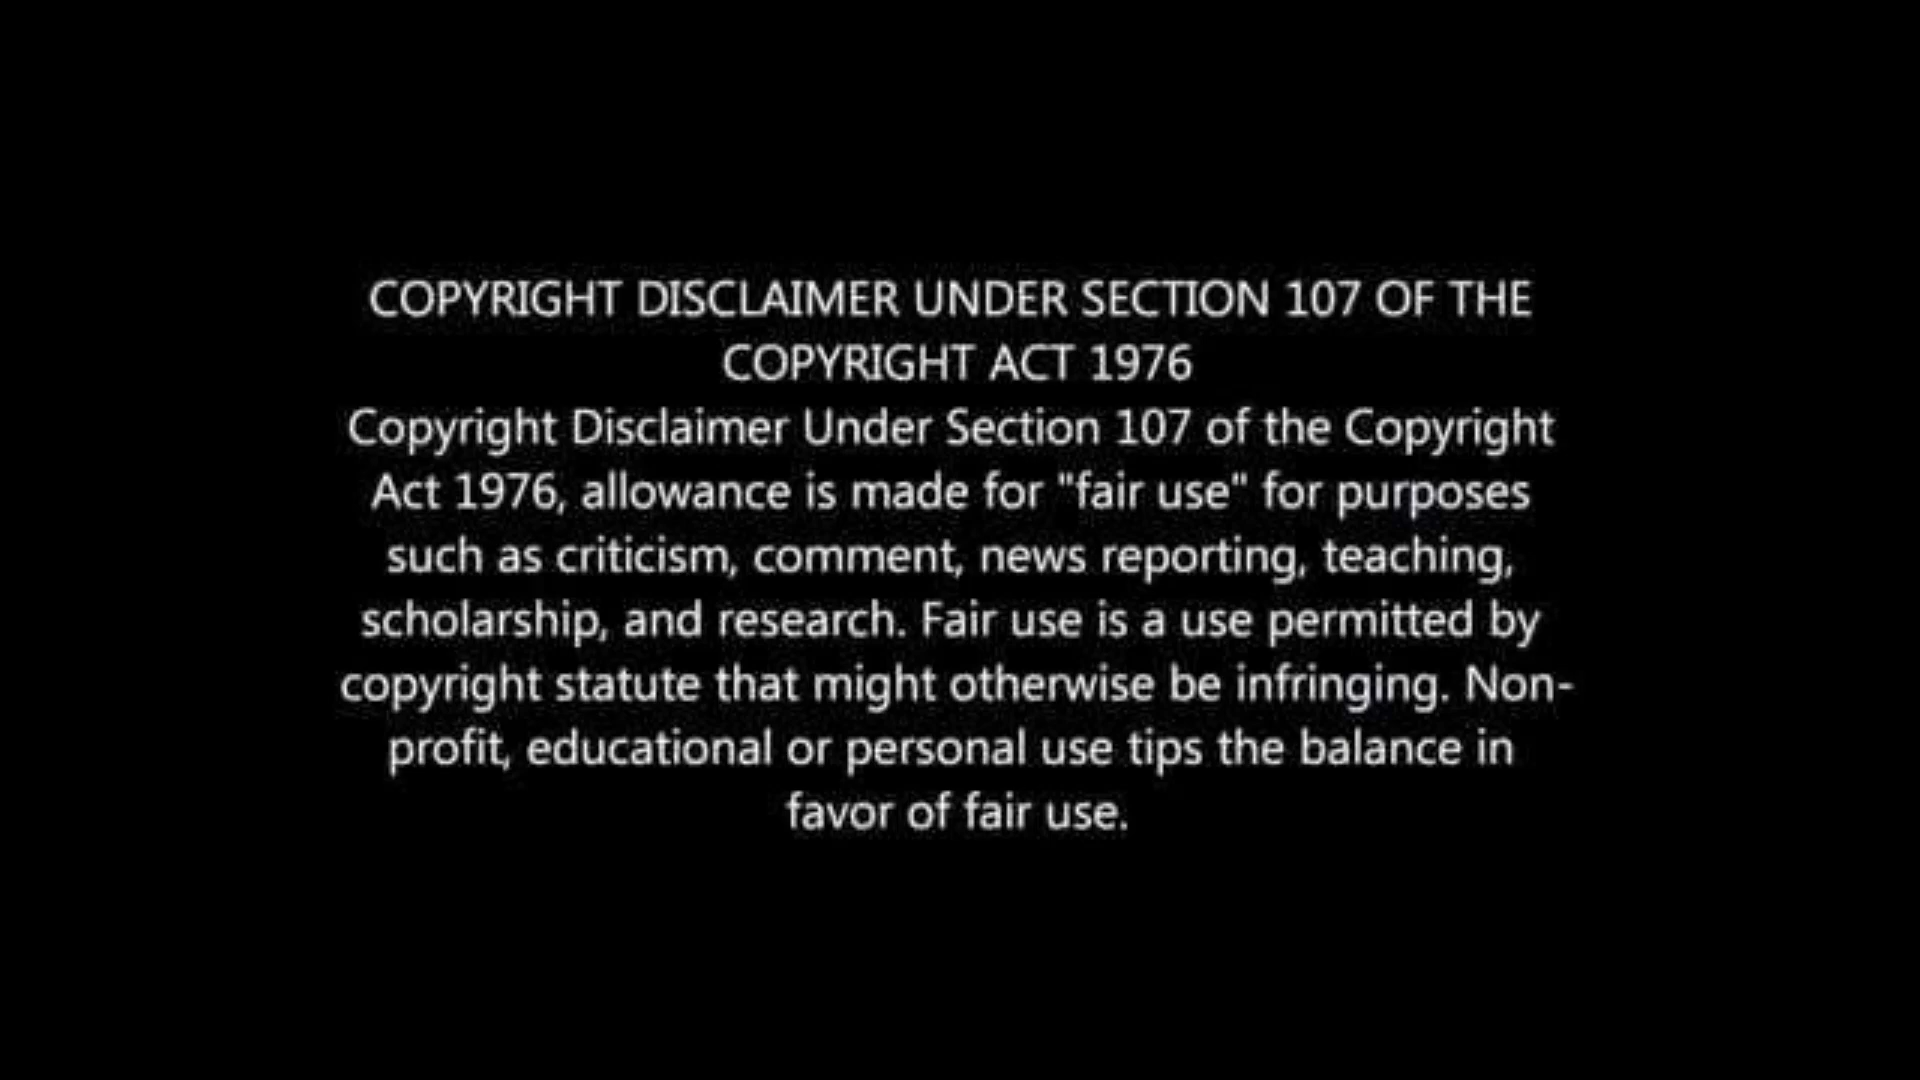 COPYRIGHT DISCLAIMER UNDER SECTION 107 OF THE
COPYRIGHT ACT 1976
Copyright Disclaimer Under Section 107 of the Copyright
Act 1976, allowance is made for "fair use" for purposes
such as criticism, comment, news reporting, teaching,
scholarship, and research. Fair use is a use permitted by
copyright statute that might otherwise be infringing. Non-
profit, educational or personal use tips the balance in
favor of fair use.